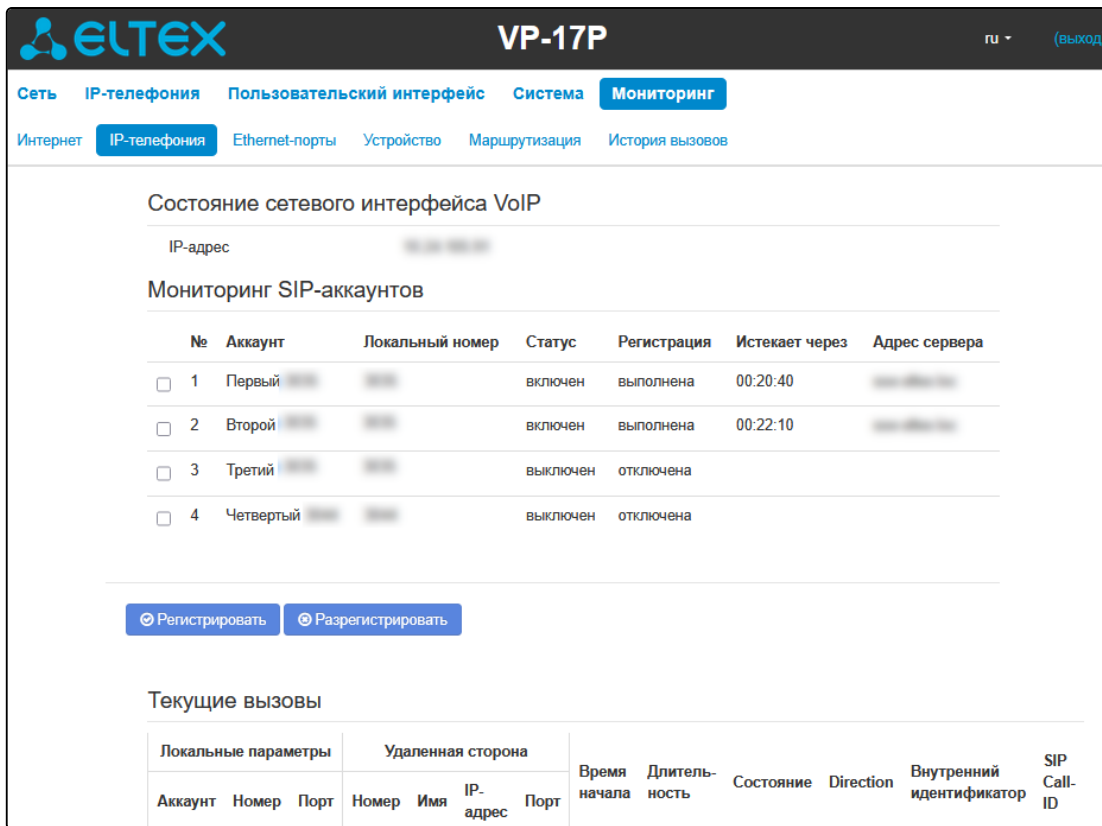 ELTEX VP-17P ru (выход
Сеть IP-телефония Пользовательский интерфейс Система Мониторинг
Интернет IP-телефония Ethernet-порты Устройство Маршрутизация История вызовов
Состояние сетевого интерфейса VoIP
IP-адрес
Мониторинг SIP-аккаунтов
№ Аккаунт Локальный номер Статус Регистрация Истекает через Адрес сервера
1 Первый включен выполнена 00:20:40
2 Второй включен выполнена 00:22:10
3 Третий выключен отключена
4 Четвертый выключен отключена
Регистрировать Разрегистрировать
Текущие вызовы
Локальные параметры Удаленная сторона
Аккаунт Номер Порт Номер Имя IP-
адрес Порт Время
начала Длитель-
ность Состояние Direction Внутренний
идентификатор SIP
Call-
ID